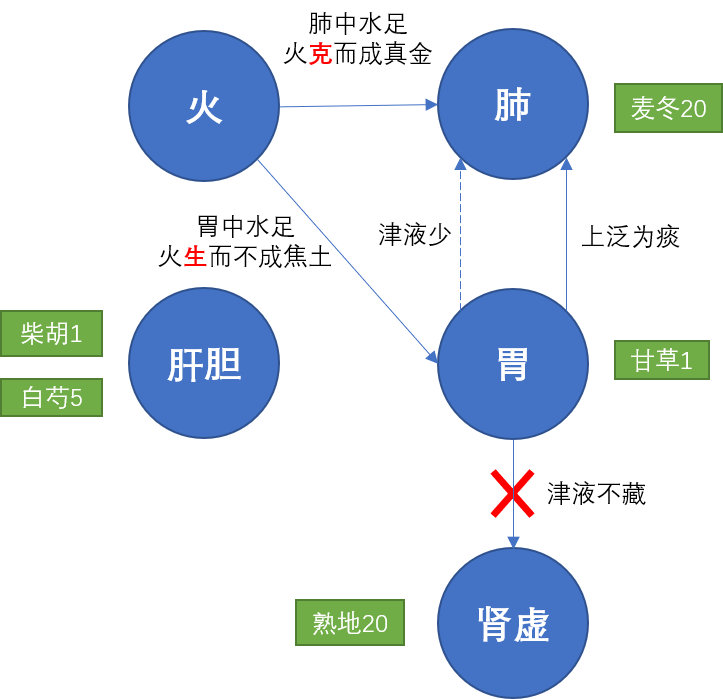 肺中水足
火克而成真金
火
肺
麦冬20
胃中水足
火生而不成焦土
津液少
上泛为痰
柴胡1
白芍5
肝胆
胃
甘草1
津液不藏
熟地20
肾虚